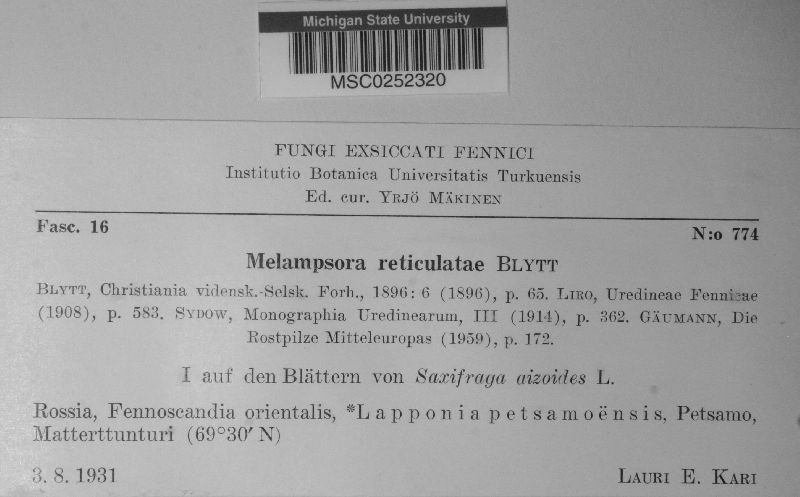 Michigan State University
MSC0252320
FUNGI EXSICCATI FENNICI
Institutio Botanica Universitatis Turkuensis
Ed. cur. YRJÖ MÄKINEN
Fasc. 16
N:o 774
Melampsora reticulatae BLYTT
BLYTT, Christiania vidensk.-Selsk. Forh., 1896: 6 (1896), p. 65. LIRO, Uredineae Fennicae
(1908), p. 583. SYDOW, Monographia Uredinearum, III (1914), p. 362. GÄUMANN, Die
Rostpilze Mitteleuropas (1959), p. 172.
I auf den Blättern von Saxifraga aizoides L.
Rossia, Fennoscandia orientalis, *Lapponia petsamoënsis, Petsamo,
Matterttunturi (69°30′ N)
3. 8. 1931
LAURI E. KARI